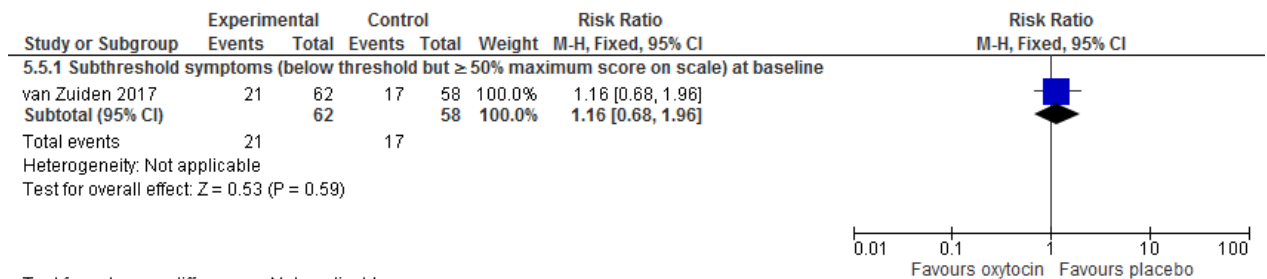 Experimental Control Risk Ratio Risk Ratio
Study or Subgroup Events Total Events Total Weight M-H, Fixed, 95% CI M-H, Fixed, 95% CI
5.5.1 Subthreshold symptoms (below threshold but ≥ 50% maximum score on scale) at baseline
van Zuiden 2017 21 62 17 58 100.0% 1.16 [0.68, 1.96]
Subtotal (95% CI) 62 58 100.0% 1.16 [0.68, 1.96]
Total events 21 17
Heterogeneity: Not applicable
Test for overall effect: Z = 0.53 (P = 0.59)
0.01 0.1 1 10 100
Favours oxytocin Favours placebo